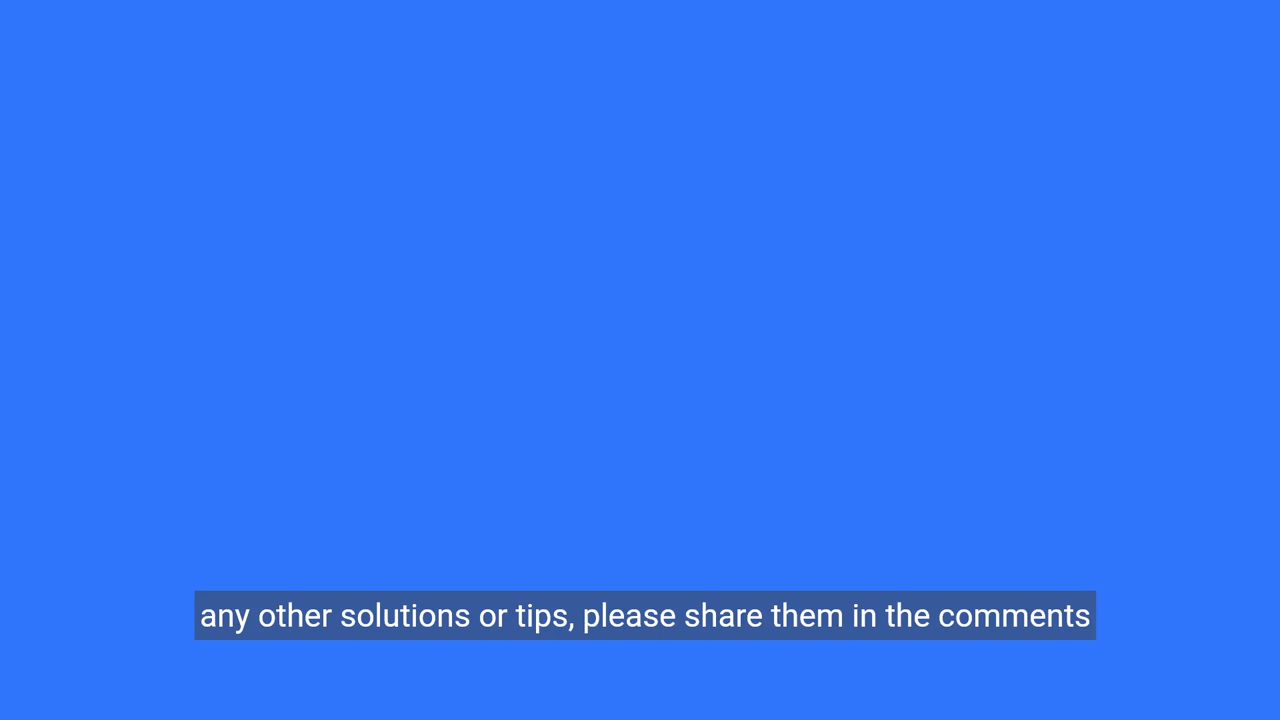 any other solutions or tips, please share them in the comments